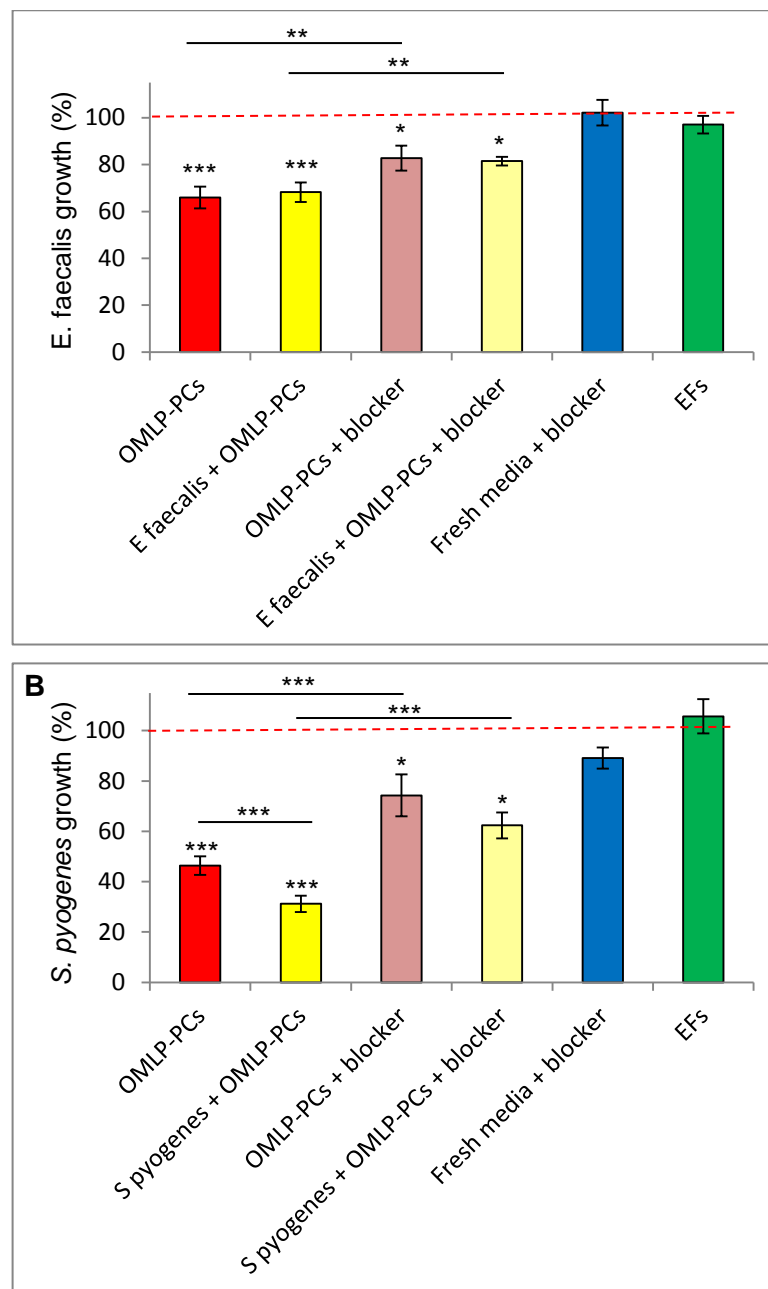 **
**
E. faecalis growth (%)
100
80
60
40
20
0
***
***
*
*
OMLP-PCs
E faecalis + OMLP-PCs
OMLP-PCs + blocker
E faecalis + OMLP-PCs + blocker
Fresh media + blocker
EFs
B
***
***
S. pyogenes growth (%)
100
80
60
40
20
0
***
***
***
*
*
OMLP-PCs
S pyogenes + OMLP-PCs
OMLP-PCs + blocker
S pyogenes + OMLP-PCs + blocker
Fresh media + blocker
EFs